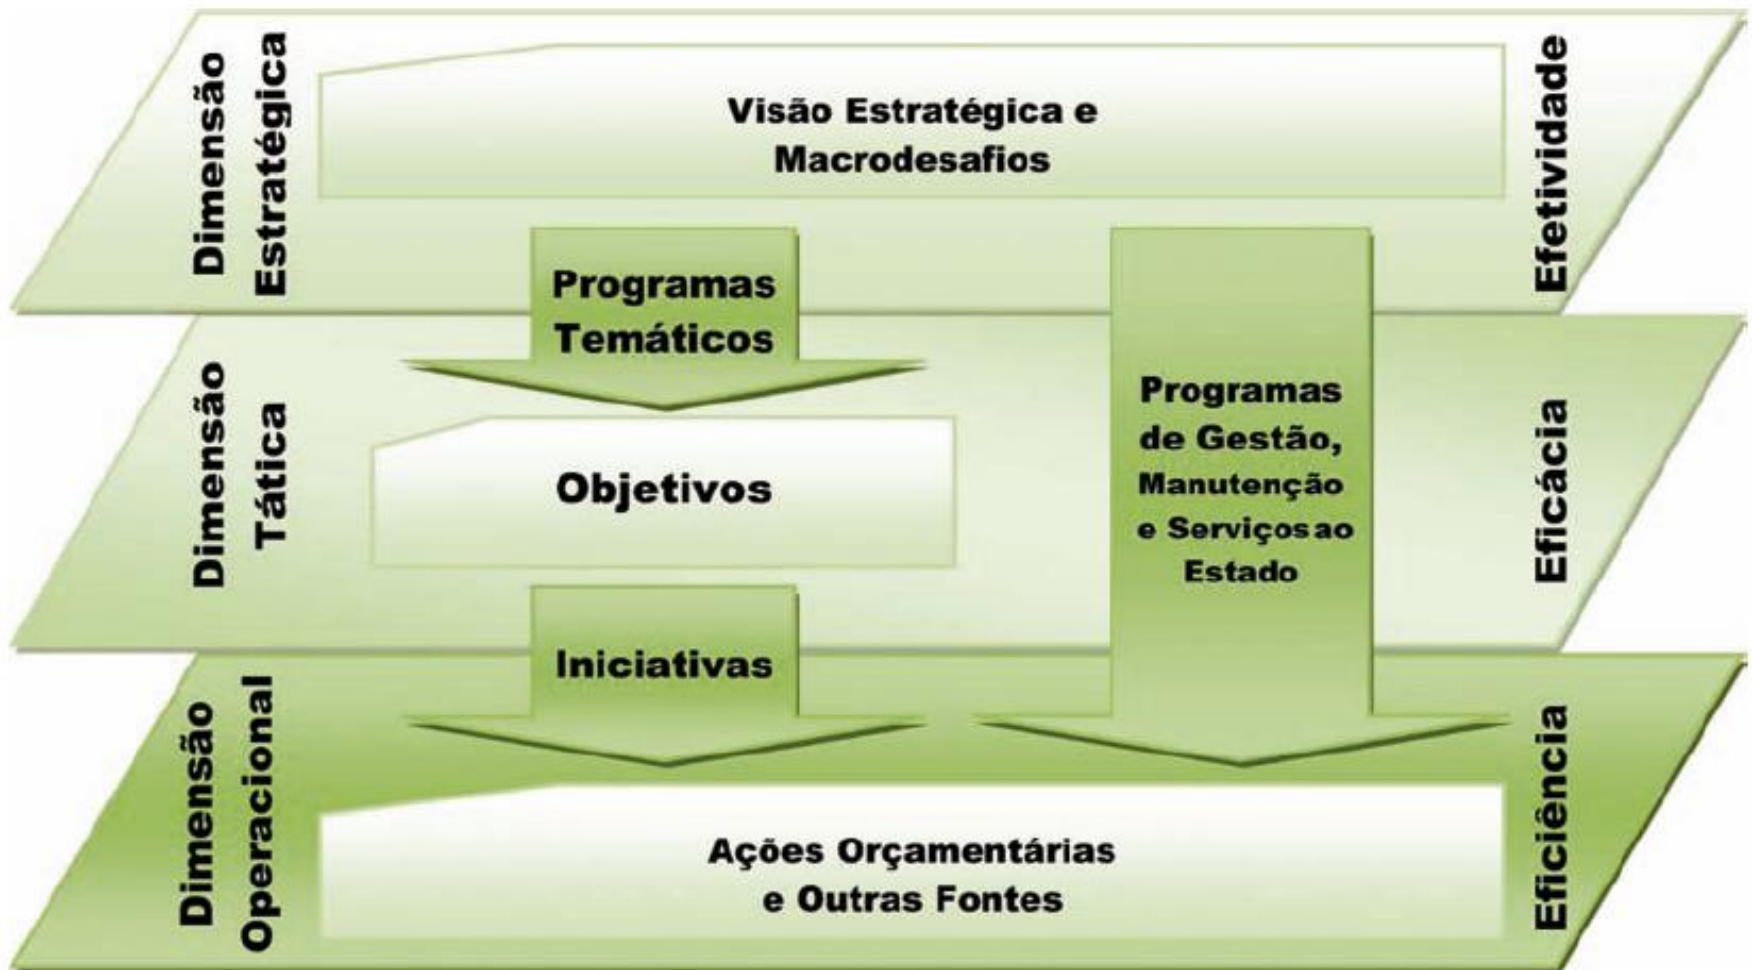 Dimensão
Estratégica
Visão Estratégica e
Macrodesafios
Efetividade
Programas
Temáticos
Dimensão
Tática
Objetivos
Programas
de Gestão,
Manutenção
e Serviços ao
Estado
Eficácia
Iniciativas
Dimensão
Operacional
Ações Orçamentárias
e Outras Fontes
Eficiência